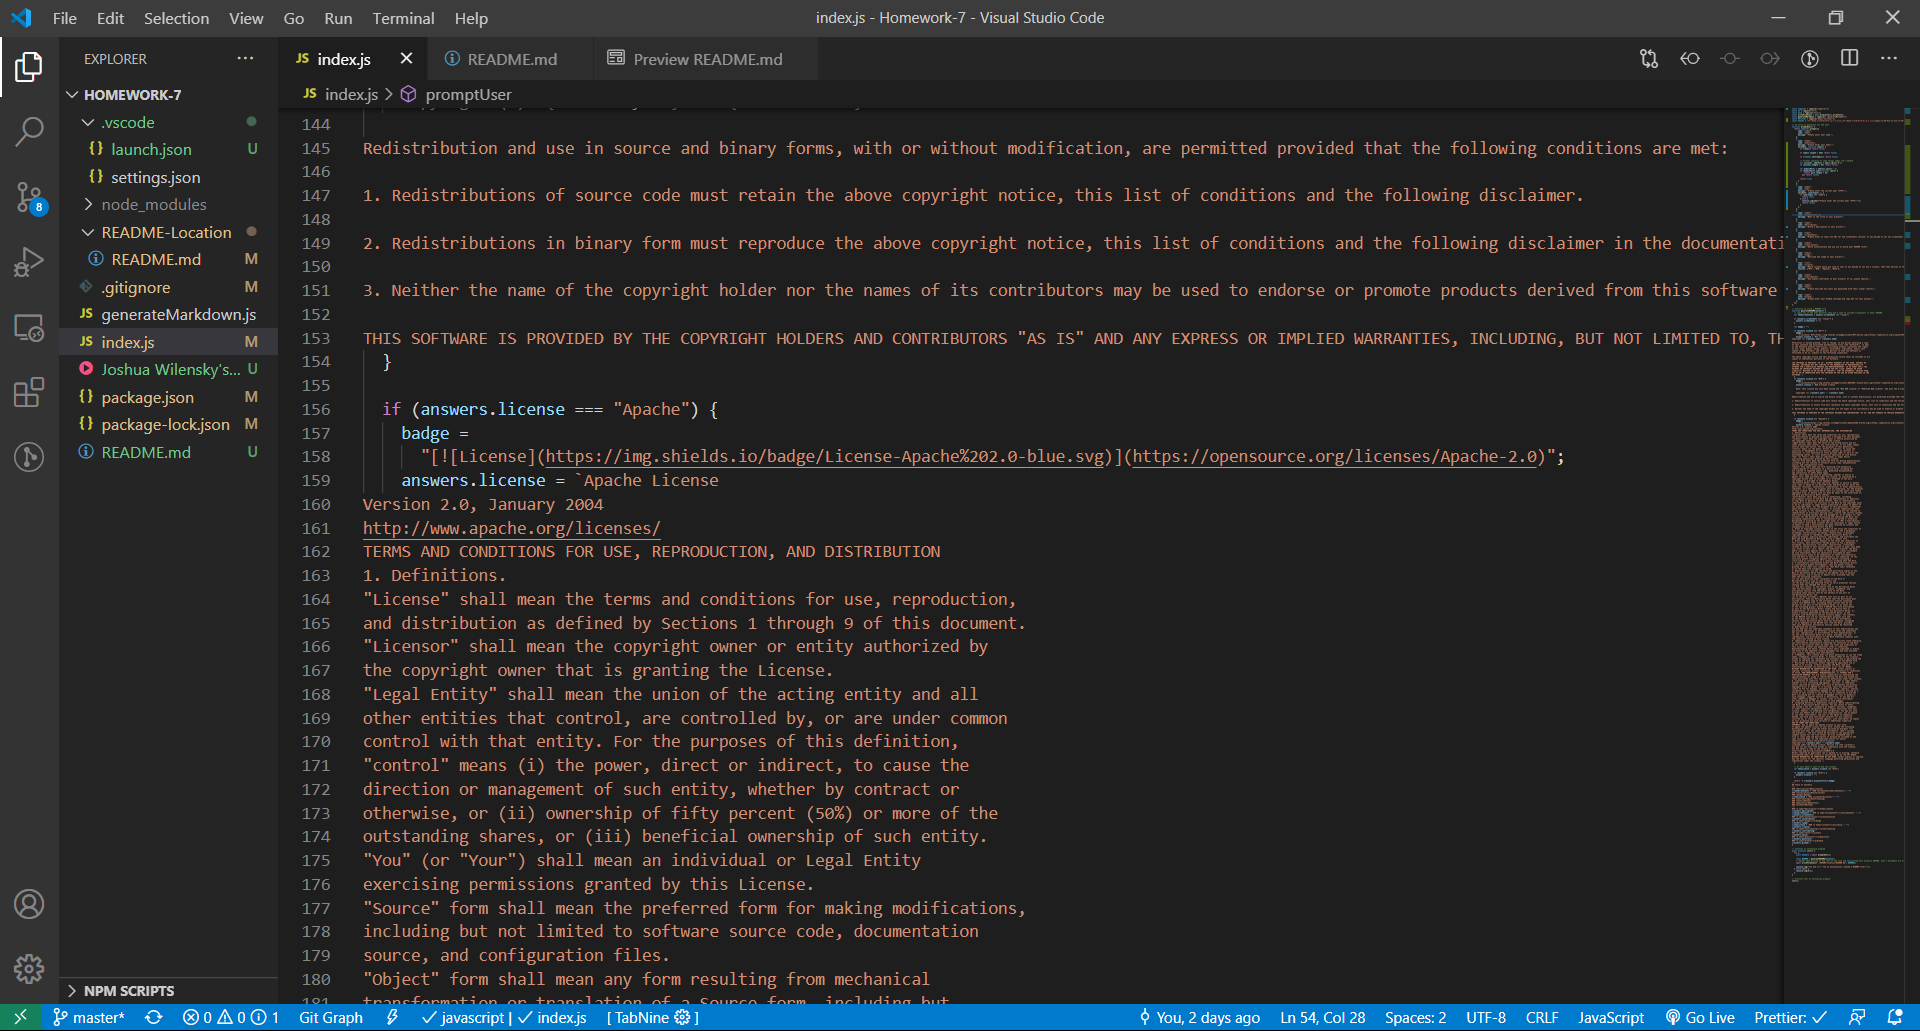 File Edit Selection View Go Run Terminal Help
index.js - Homework-7 - Visual Studio Code
EXPLORER
HOMEWORK-7
.vscode
launch.json U
settings.json
node_modules
README-Location
README.md M
.gitignore M
JS generateMarkdown.js
JS index.js M
Joshua Wilensky's... U
package.json M
package-lock.json M
README.md U
NPM SCRIPTS
8
JS index.js README.md Preview README.md
JS index.js > promptUser
144
145 Redistribution and use in source and binary forms, with or without modification, are permitted provided that the following conditions are met:
146
147 1. Redistributions of source code must retain the above copyright notice, this list of conditions and the following disclaimer.
148
149 2. Redistributions in binary form must reproduce the above copyright notice, this list of conditions and the following disclaimer in the documentati
150
151 3. Neither the name of the copyright holder nor the names of its contributors may be used to endorse or promote products derived from this software
152
153 THIS SOFTWARE IS PROVIDED BY THE COPYRIGHT HOLDERS AND CONTRIBUTORS "AS IS" AND ANY EXPRESS OR IMPLIED WARRANTIES, INCLUDING, BUT NOT LIMITED TO, TH
154 }
155
156 if (answers.license === "Apache") {
157 badge =
158 "[![License](https://img.shields.io/badge/License-Apache%202.0-blue.svg)](https://opensource.org/licenses/Apache-2.0)";
159 answers.license = `Apache License
160 Version 2.0, January 2004
161 http://www.apache.org/licenses/
162 TERMS AND CONDITIONS FOR USE, REPRODUCTION, AND DISTRIBUTION
163 1. Definitions.
164 "License" shall mean the terms and conditions for use, reproduction,
165 and distribution as defined by Sections 1 through 9 of this document.
166 "Licensor" shall mean the copyright owner or entity authorized by
167 the copyright owner that is granting the License.
168 "Legal Entity" shall mean the union of the acting entity and all
169 other entities that control, are controlled by, or are under common
170 control with that entity. For the purposes of this definition,
171 "control" means (i) the power, direct or indirect, to cause the
172 direction or management of such entity, whether by contract or
173 otherwise, or (ii) ownership of fifty percent (50%) or more of the
174 outstanding shares, or (iii) beneficial ownership of such entity.
175 "You" (or "Your") shall mean an individual or Legal Entity
176 exercising permissions granted by this License.
177 "Source" form shall mean the preferred form for making modifications,
178 including but not limited to software source code, documentation
179 source, and configuration files.
180 "Object" form shall mean any form resulting from mechanical
181 transformation or translation of a Source form, including but
master* 0 0 1 Git Graph javascript | index.js [ TabNine ] You, 2 days ago Ln 54, Col 28 Spaces: 2 UTF-8 CRLF JavaScript Go Live Prettier: